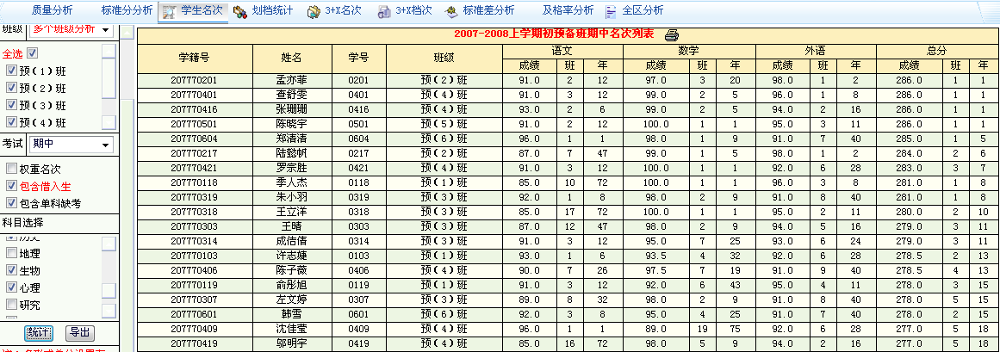 质量分析 标准分分析 学生名次 划档统计 3+X名次 3+X档次 标准差分析 及格率分析 全区分析
班级 多个班级分析
全选
预(1)班
预(2)班
预(3)班
预(4)班
考试 期中
权重名次
包含借入生
包含单科缺考
科目选择
历史
地理
生物
心理
研究
统计 导出
2007-2008上学期初预备班期中名次列表
学籍号 姓名 学号 班级 语文 数学 外语 总分
成绩 班 年 成绩 班 年 成绩 班 年 成绩 班 年
207770201 孟亦菲 0201 预(2)班 91.0 2 12 97.0 3 20 98.0 1 2 286.0 1 1
207770401 查舒雯 0401 预(4)班 91.0 3 12 99.0 2 5 96.0 1 8 286.0 1 1
207770416 张珊珊 0416 预(4)班 93.0 2 6 99.0 2 5 94.0 2 16 286.0 1 1
207770501 陈晓宇 0501 预(5)班 91.0 2 12 100.0 1 1 95.0 3 11 286.0 1 1
207770604 郑清清 0604 预(6)班 96.0 1 1 98.0 1 9 91.0 7 40 285.0 1 5
207770217 陆懿帆 0217 预(2)班 87.0 7 47 99.0 1 5 98.0 1 2 284.0 2 6
207770421 罗宗胜 0421 预(4)班 91.0 3 12 100.0 1 1 92.0 6 28 283.0 3 7
207770118 季人杰 0118 预(1)班 85.0 10 72 100.0 1 1 96.0 3 8 281.0 1 8
207770319 朱小羽 0319 预(3)班 92.0 1 8 98.0 2 9 91.0 8 40 281.0 1 8
207770318 王立洋 0318 预(3)班 85.0 17 72 100.0 1 1 95.0 2 11 280.0 2 10
207770303 王晴 0303 预(3)班 87.0 12 47 98.0 2 9 94.0 5 16 279.0 3 11
207770314 成洁倩 0314 预(3)班 91.0 3 12 95.0 7 25 93.0 6 24 279.0 3 11
207770103 许志婕 0103 预(1)班 93.0 1 6 93.5 4 32 92.0 6 28 278.5 2 13
207770406 陈子薇 0406 预(4)班 90.0 7 26 97.5 7 19 91.0 9 40 278.5 4 13
207770119 俞彤旭 0119 预(1)班 91.0 3 12 92.0 6 43 95.0 4 11 278.0 3 15
207770307 左文婷 0307 预(3)班 89.0 8 32 98.0 2 9 91.0 8 40 278.0 5 15
207770601 韩雪 0601 预(6)班 92.0 3 8 95.0 4 25 91.0 7 40 278.0 2 15
207770409 沈佳莹 0409 预(4)班 96.0 1 1 89.0 19 75 92.0 6 28 277.0 5 18
207770419 邬明宇 0419 预(4)班 85.0 16 72 98.0 5 9 94.0 2 16 277.0 5 18